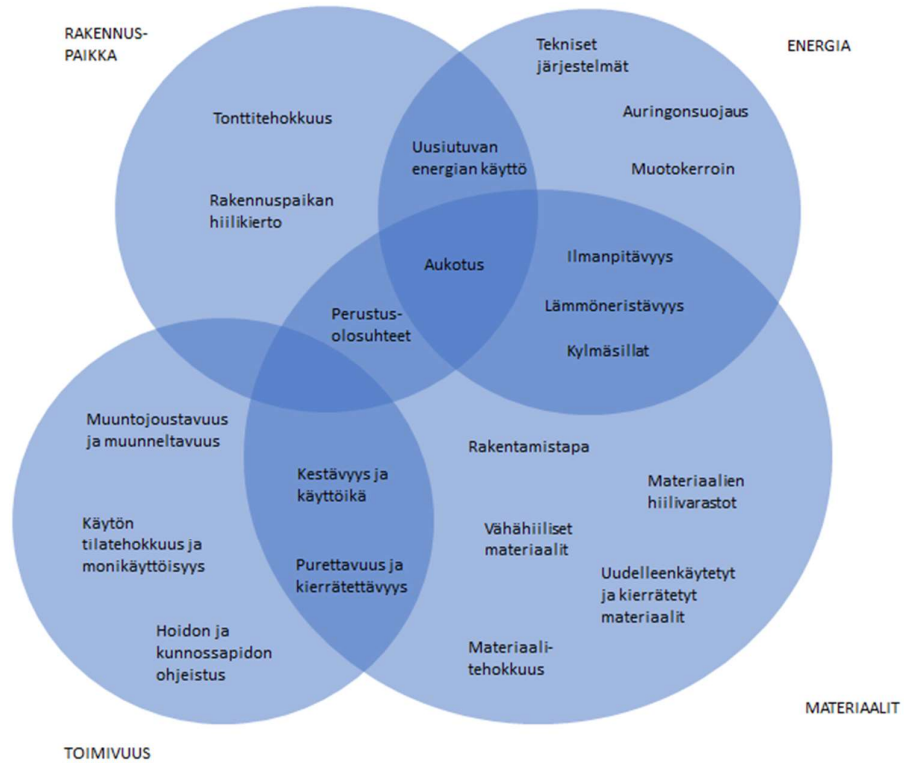 RAKENNUS-
PAIKKA
ENERGIA
Tekniset
järjestelmät
Tonttitehokkuus
Auringonsuojaus
Uusiutuvan
energian käyttö
Muotokerroin
Rakennuspaikan
hiilikierto
Aukotus
Ilmanpitävyys
Lämmöneristävyys
Perustus-
olosuhteet
Kylmäsillat
Muuntojoustavuus
ja muunneltavuus
Rakentamistapa
Kestävyys ja
käyttöikä
Materiaalien
hiilivarastot
Käytön
tilatehokkuus ja
monikäyttöisyys
Vähähiiliset
materiaalit
Purettavuus ja
kierrätettävyys
Uudelleenkäytetyt
ja kierrätetyt
materiaalit
Hoidon ja
kunnossapidon
ohjeistus
Materiaali-
tehokkuus
MATERIAALIT
TOIMIVUUS